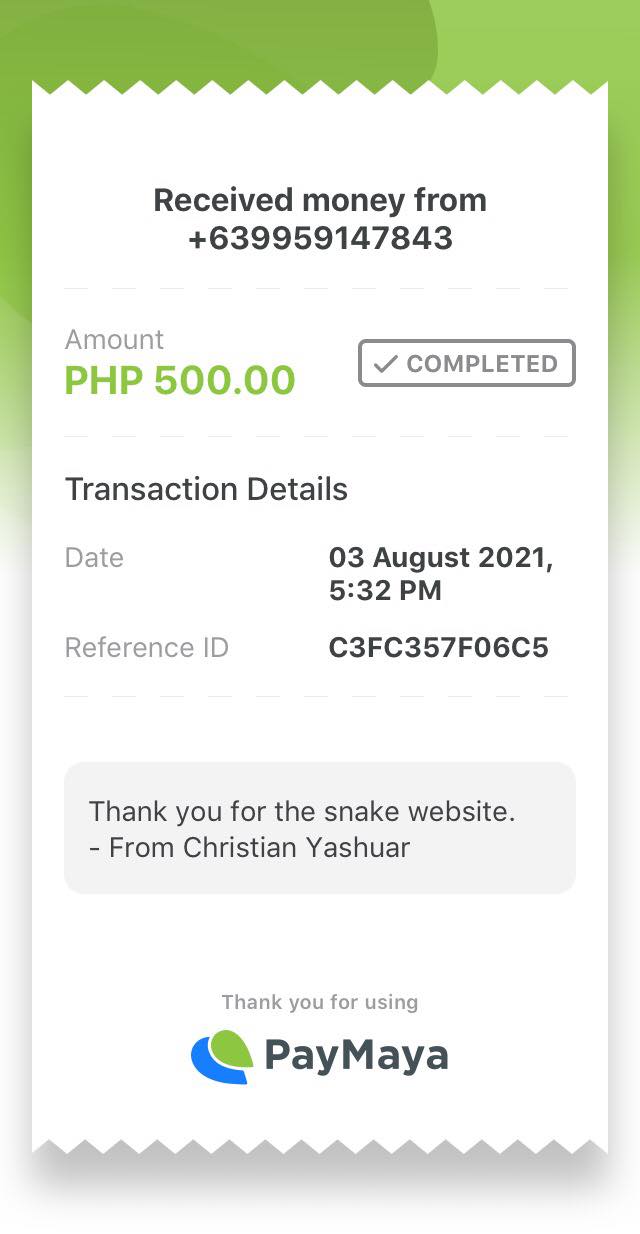 Received money from
+639959147843
Amount
PHP 500.00
COMPLETED
Transaction Details
Date
03 August 2021,
5:32 PM
Reference ID
C3FC357F06C5
Thank you for the snake website.
- From Christian Yashuar
Thank you for using
PayMaya